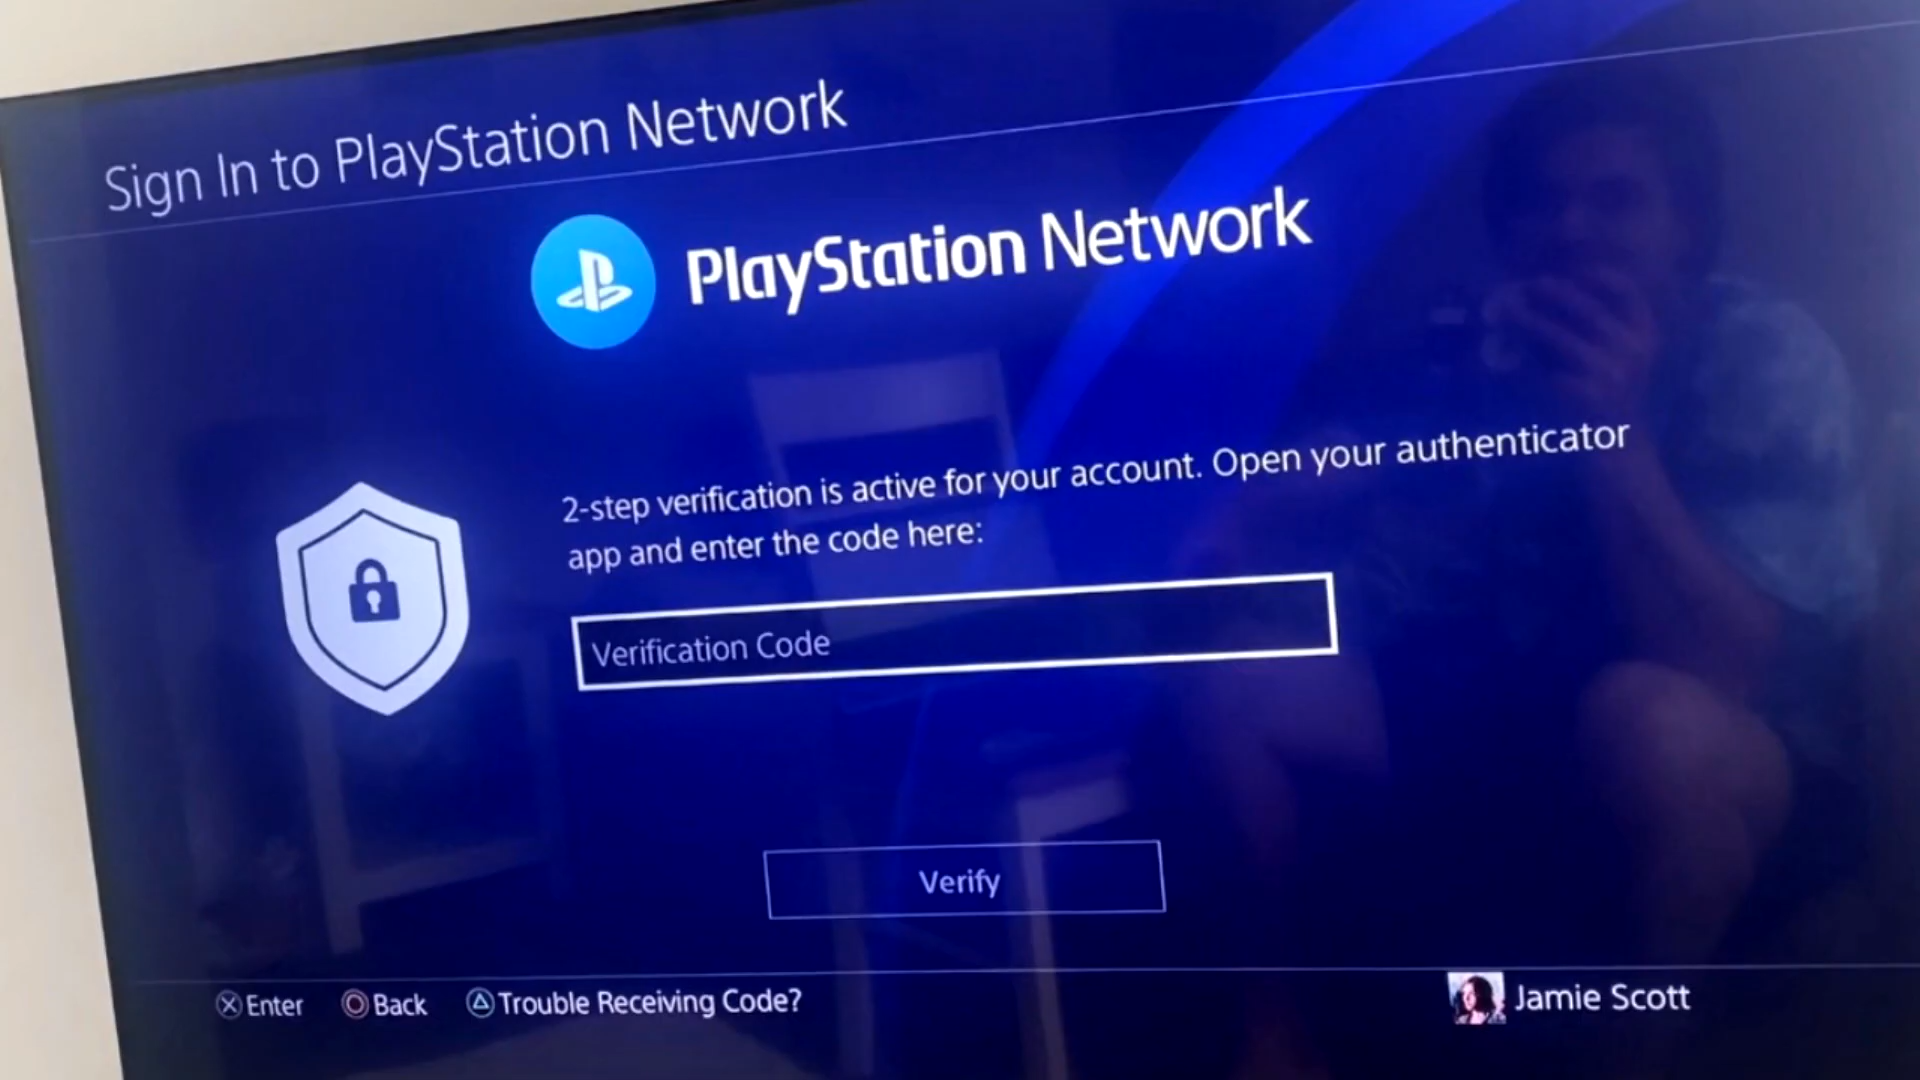 Sign In to PlayStation Network
PlayStation Network
2-step verification is active for your account. Open your authenticator
app and enter the code here:
Verification Code
Verify
Enter Back Trouble Receiving Code? Jamie Scott